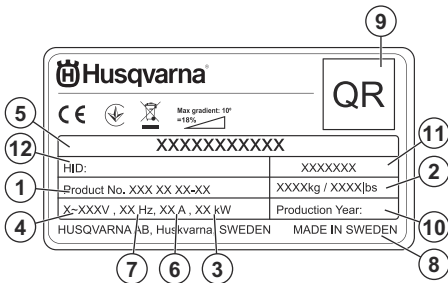 9
Husqvarna
QR
CE
Max gradient: 10°
=18%
5
XXXXXXXXXXX
11
12
HID:
XXXXXXX
1
Product No. XXX XX XX-XX
XXXXkg / XXXX lbs
2
4
X~XXXV , XX Hz, XX A , XX kW
Production Year:
10
HUSQVARNA AB, Huskvarna, SWEDEN
MADE IN SWEDEN
7
6
3
8